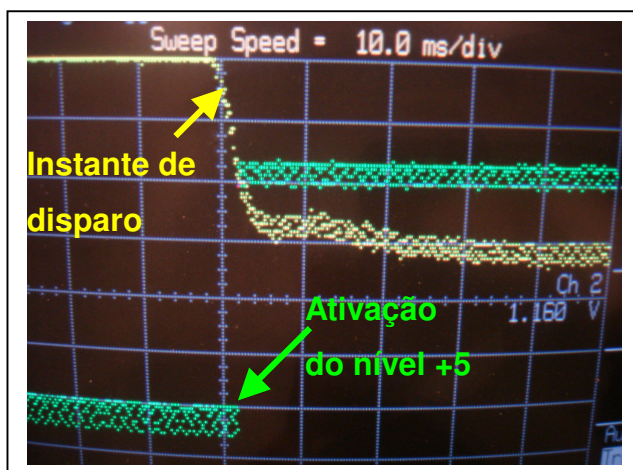 Sweep Speed = 10.0 ms/div
Instante de
disparo
Ch 2
1.160 V
Ativação
do nível +5